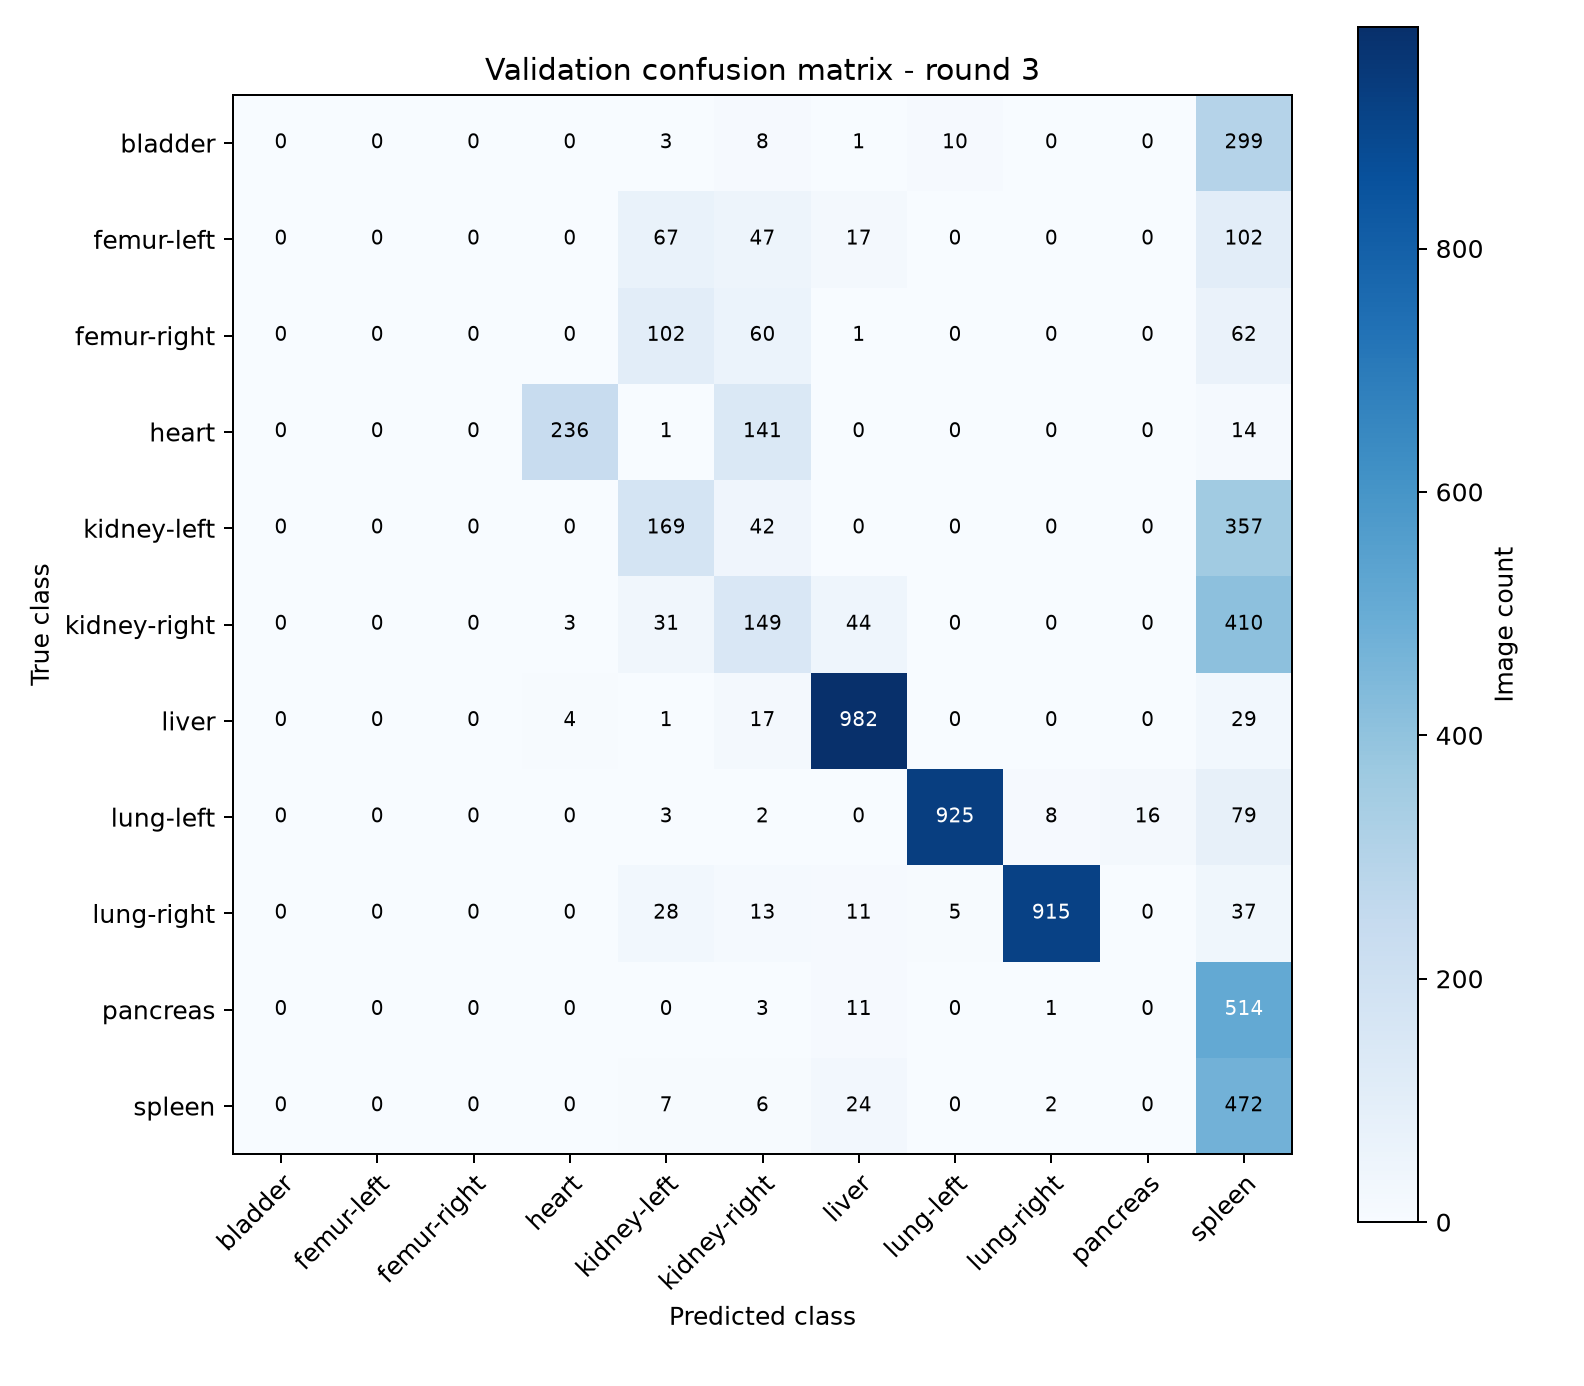 Validation confusion matrix - round 3
True class
bladder 0 0 0 0 3 8 1 10 0 0 299
femur-left 0 0 0 0 67 47 17 0 0 0 102
femur-right 0 0 0 0 102 60 1 0 0 0 62
heart 0 0 0 236 1 141 0 0 0 0 14
kidney-left 0 0 0 0 169 42 0 0 0 0 357
kidney-right 0 0 0 3 31 149 44 0 0 0 410
liver 0 0 0 4 1 17 982 0 0 0 29
lung-left 0 0 0 0 3 2 0 925 8 16 79
lung-right 0 0 0 0 28 13 11 5 915 0 37
pancreas 0 0 0 0 0 3 11 0 1 0 514
spleen 0 0 0 0 7 6 24 0 2 0 472
bladder femur-left femur-right heart kidney-left kidney-right liver lung-left lung-right pancreas spleen
Predicted class
800
600
400
200
0
Image count